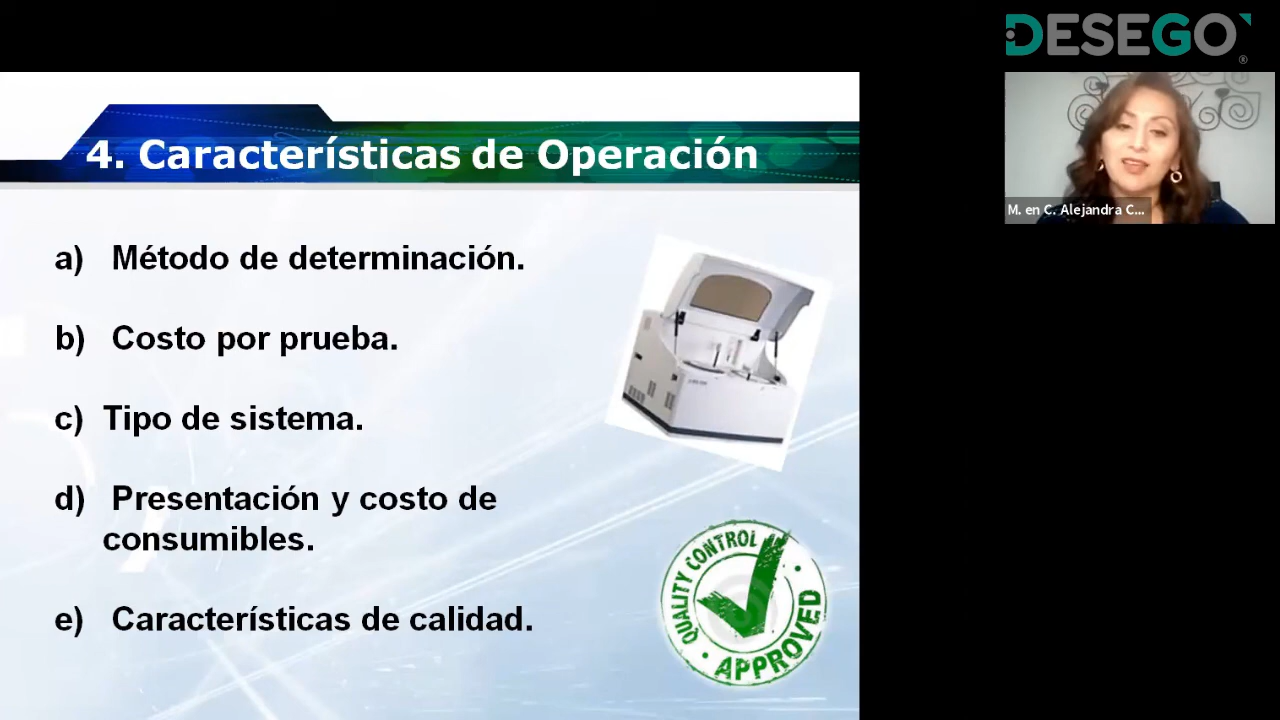 DESEGO
®
4. Características de Operación
a) Método de determinación.
b) Costo por prueba.
c) Tipo de sistema.
d) Presentación y costo de
consumibles.
e) Características de calidad.
QUALITY CONTROL
APPROVED
M. en C. Alejandra C...